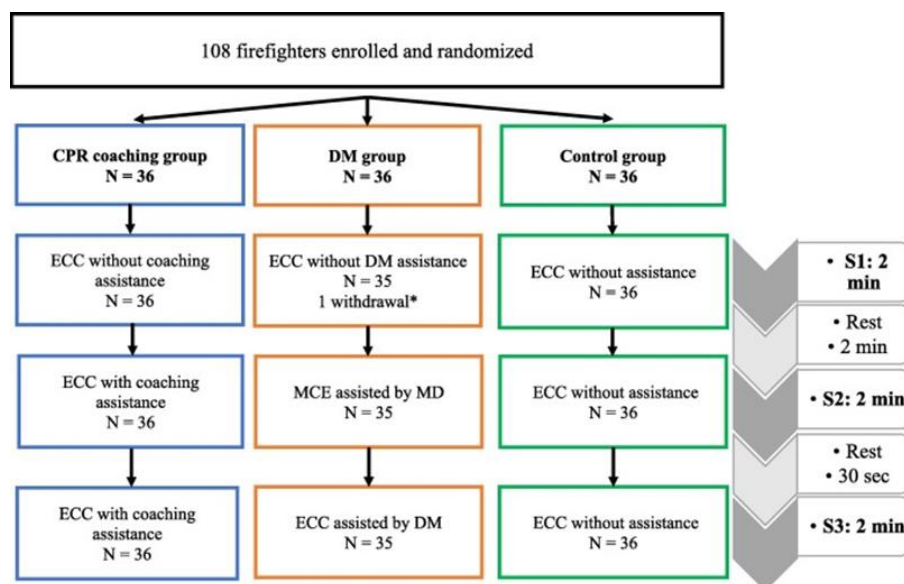 108 firefighters enrolled and randomized
CPR coaching group
N = 36
DM group
N = 36
Control group
N = 36
ECC without coaching
assistance
N = 36
ECC without DM assistance
N = 35
1 withdrawal*
ECC without assistance
N = 36
• S1: 2
min
• Rest
• 2 min
ECC with coaching
assistance
N = 36
MCE assisted by MD
N = 35
ECC without assistance
N = 36
• S2: 2 min
• Rest
• 30 sec
ECC with coaching
assistance
N = 36
ECC assisted by DM
N = 35
ECC without assistance
N = 36
• S3: 2 min